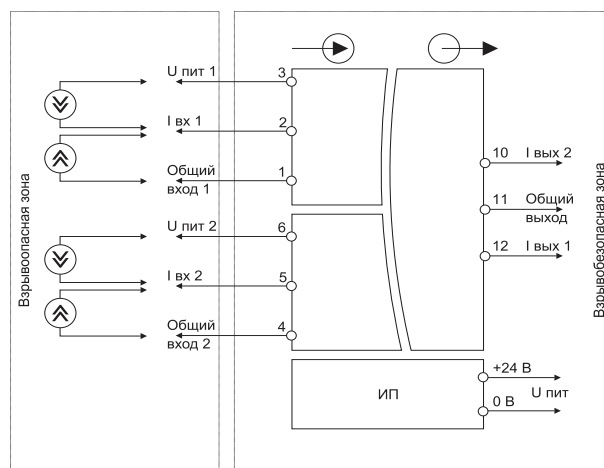 Взрывоопасная зона
U пит 1
3
I вх 1
2
Общий
вход 1
1
U пит 2
6
I вх 2
5
Общий
вход 2
4
10
I вых 2
11
Общий
выход
12
I вых 1
ИП
+24 В
U пит
0 В
Взрывобезопасная зона